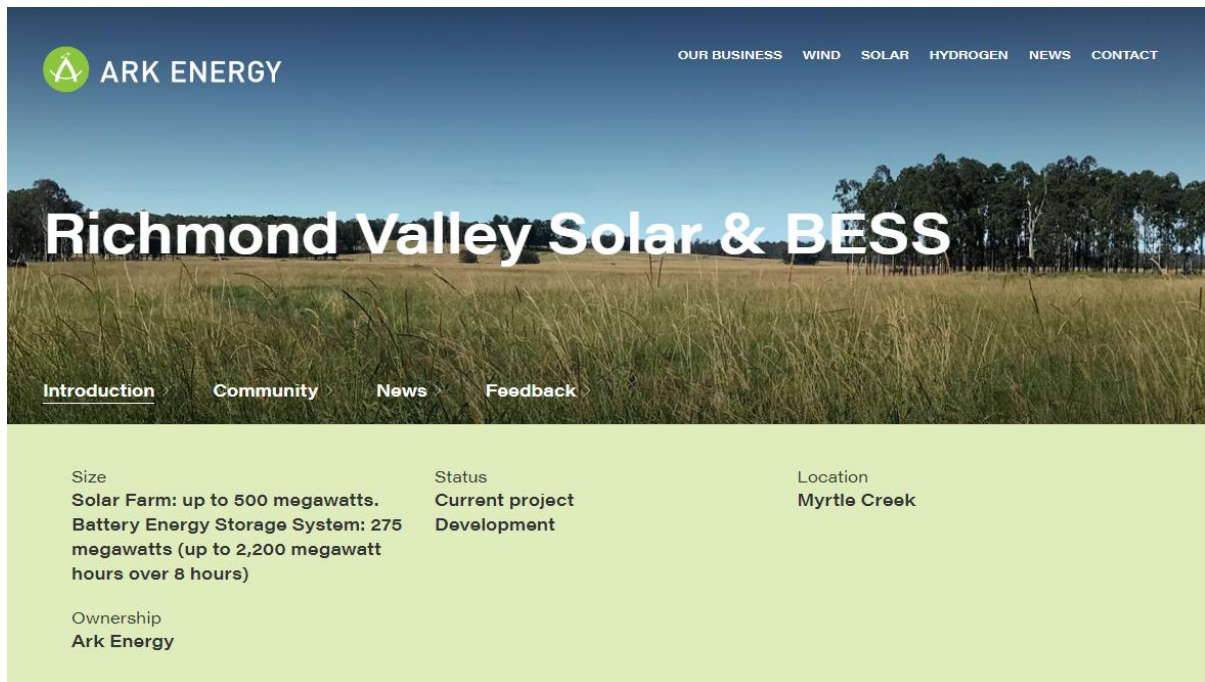 ARK ENERGY
OUR BUSINESS WIND SOLAR HYDROGEN NEWS CONTACT
Richmond Valley Solar & BESS
Introduction Community News Feedback
Size
Solar Farm: up to 500 megawatts.
Battery Energy Storage System: 275
megawatts (up to 2,200 megawatt
hours over 8 hours)
Status
Current project
Development
Location
Myrtle Creek
Ownership
Ark Energy